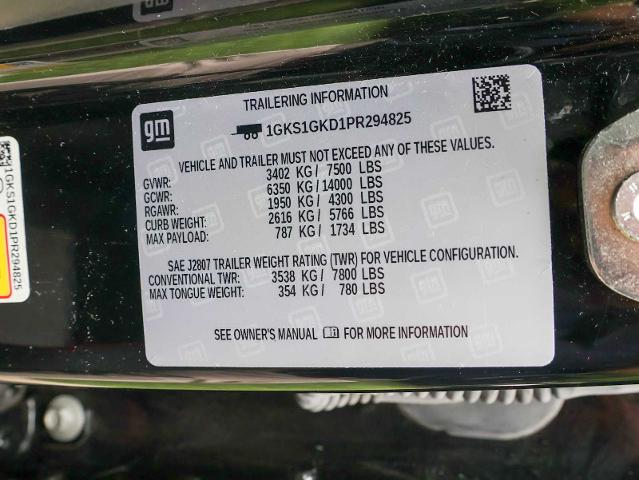 TRAILERING INFORMATION
gm
1GKS1GKD1PR294825
VEHICLE AND TRAILER MUST NOT EXCEED ANY OF THESE VALUES.
GVWR: 3402 KG / 7500 LBS
GCWR: 6350 KG / 14000 LBS
RGAWR: 1950 KG / 4300 LBS
CURB WEIGHT: 2616 KG / 5766 LBS
MAX PAYLOAD: 787 KG / 1734 LBS
SAE J2807 TRAILER WEIGHT RATING (TWR) FOR VEHICLE CONFIGURATION.
CONVENTIONAL TWR: 3538 KG / 7800 LBS
MAX TONGUE WEIGHT: 354 KG / 780 LBS
SEE OWNER'S MANUAL FOR MORE INFORMATION
1GKS1GKD1PR294825